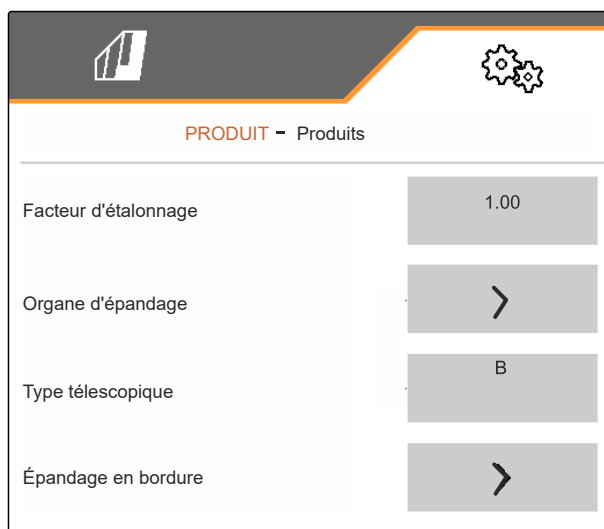 PRODUIT - Produits
Facteur d'étalonnage
1.00
Organe d'épandage
Type télescopique
B
Épandage en bordure